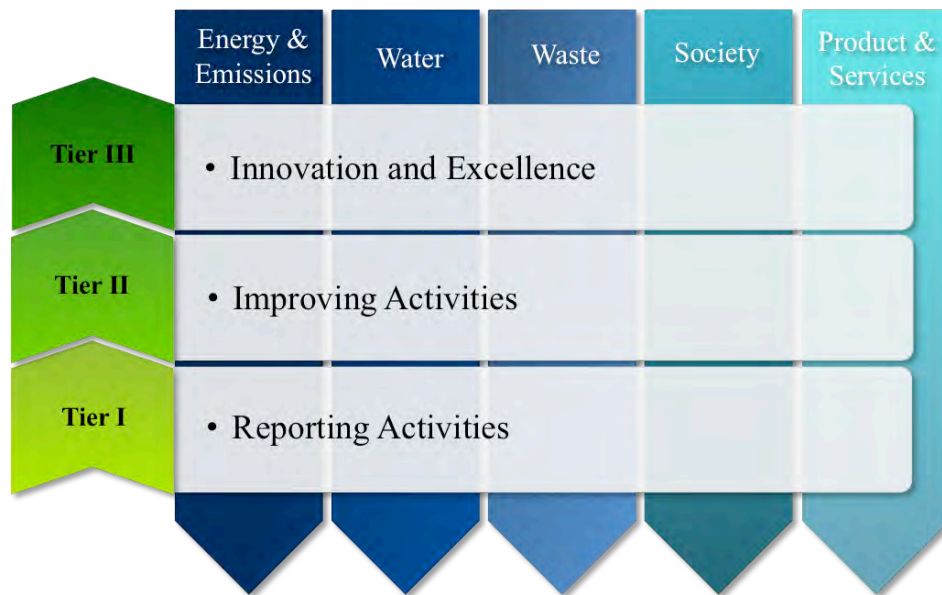 Energy &
Emissions
Water
Waste
Society
Product &
Services
Tier III
• Innovation and Excellence
Tier II
• Improving Activities
Tier I
• Reporting Activities